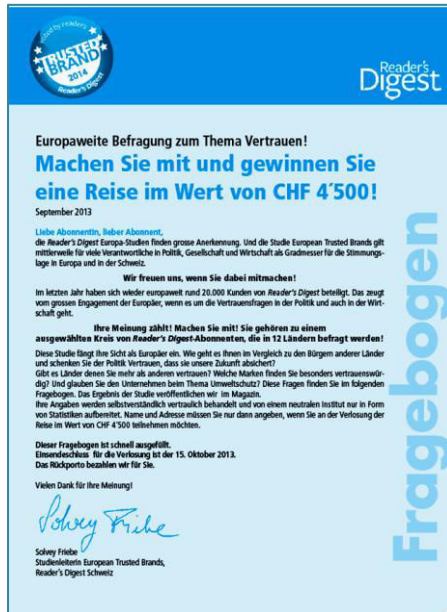 voted by readers
TRUSTED
BRAND
2014
Reader's Digest
Reader's
Digest
Europaweite Befragung zum Thema Vertrauen!
Machen Sie mit und gewinnen Sie
eine Reise im Wert von CHF 4´500!
September 2013
Liebe Abonnentin, lieber Abonnent,
die Reader's Digest Europa-Studien finden grosse Anerkennung. Und die Studie European Trusted Brands gilt
mittlerweile für viele Verantwortliche in Politik, Gesellschaft und Wirtschaft als Gradmesser für die Stimmungs-
lage in Europa und in der Schweiz.
Wir freuen uns, wenn Sie dabei mitmachen!
Im letzten Jahr haben sich wieder europaweit rund 20.000 Kunden von Reader's Digest beteiligt. Das zeugt
vom grossen Engagement der Europäer, wenn es um die Vertrauensfragen in der Politik und auch in der Wirt-
schaft geht.
Ihre Meinung zählt! Machen Sie mit! Sie gehören zu einem
ausgewählten Kreis von Reader's Digest-Abonnenten, die in 12 Ländern befragt werden!
Diese Studie fängt Ihre Sicht als Europäer ein. Wie geht es Ihnen im Vergleich zu den Bürgern anderer Länder
und schenken Sie der Politik Vertrauen, dass sie unsere Zukunft absichert?
Gibt es Länder denen Sie mehr als anderen vertrauen? Welche Marken finden Sie besonders vertrauenswür-
dig? Und glauben Sie den Unternehmen beim Thema Umweltschutz? Diese Fragen finden Sie im folgenden
Fragebogen. Das Ergebnis der Studie veröffentlichen wir im Magazin.
Ihre Angaben werden selbstverständlich vertraulich behandelt und von einem neutralen Institut nur in Form
von Statistiken aufbereitet. Name und Adresse müssen Sie nur dann angeben, wenn Sie an der Verlosung der
Reise im Wert von CHF 4´500 teilnehmen möchten.
Dieser Fragebogen ist schnell ausgefüllt.
Einsendeschluss für die Verlosung ist der 15. Oktober 2013.
Das Rückporto bezahlen wir für Sie.
Vielen Dank für Ihre Meinung!
Solvey Friebe
Solvey Friebe
Studienleiterin European Trusted Brands,
Reader's Digest Schweiz
Fragebogen